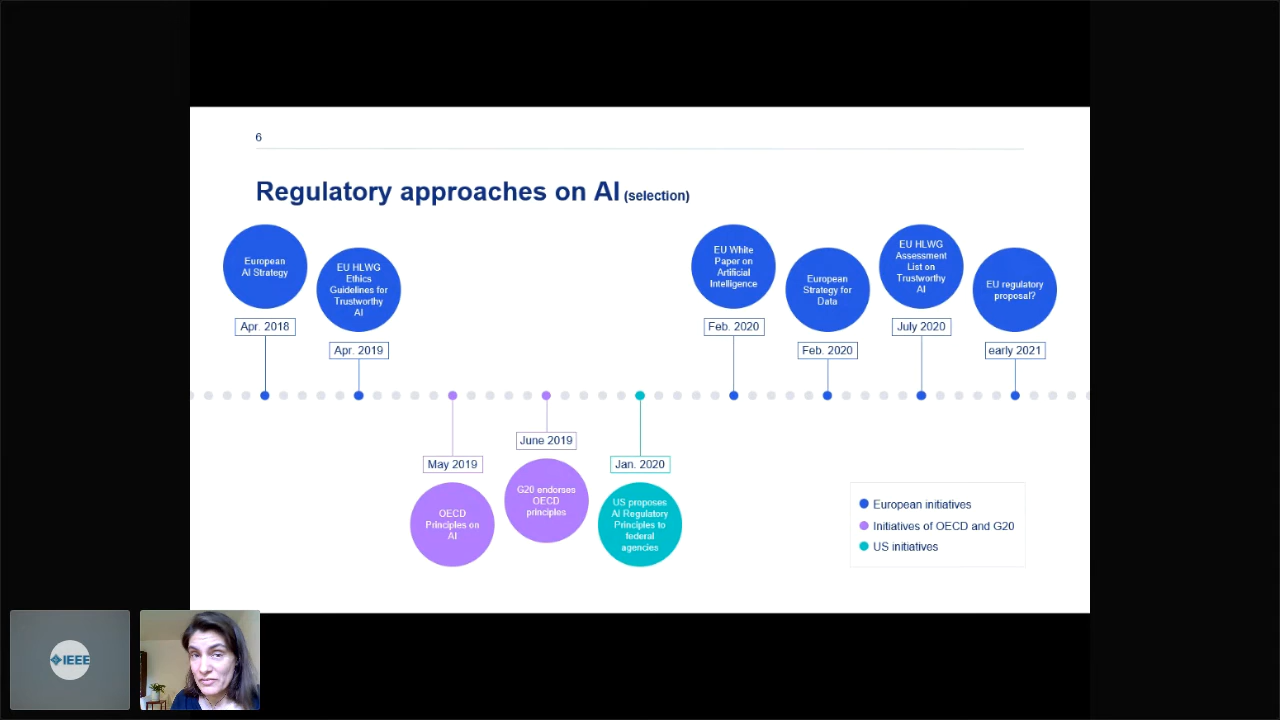 6
Regulatory approaches on AI (selection)
European
AI Strategy
Apr. 2018
EU HLWG
Ethics
Guidelines for
Trustworthy
AI
Apr. 2019
OECD
Principles on
AI
May 2019
G20 endorses
OECD
principles
June 2019
US proposes
AI Regulatory
Principles to
federal
agencies
Jan. 2020
EU White
Paper on
Artificial
Intelligence
Feb. 2020
European
Strategy for
Data
Feb. 2020
EU HLWG
Assessment
List on
Trustworthy
AI
July 2020
EU regulatory
proposal?
early 2021
European initiatives
Initiatives of OECD and G20
US initiatives
IEEE